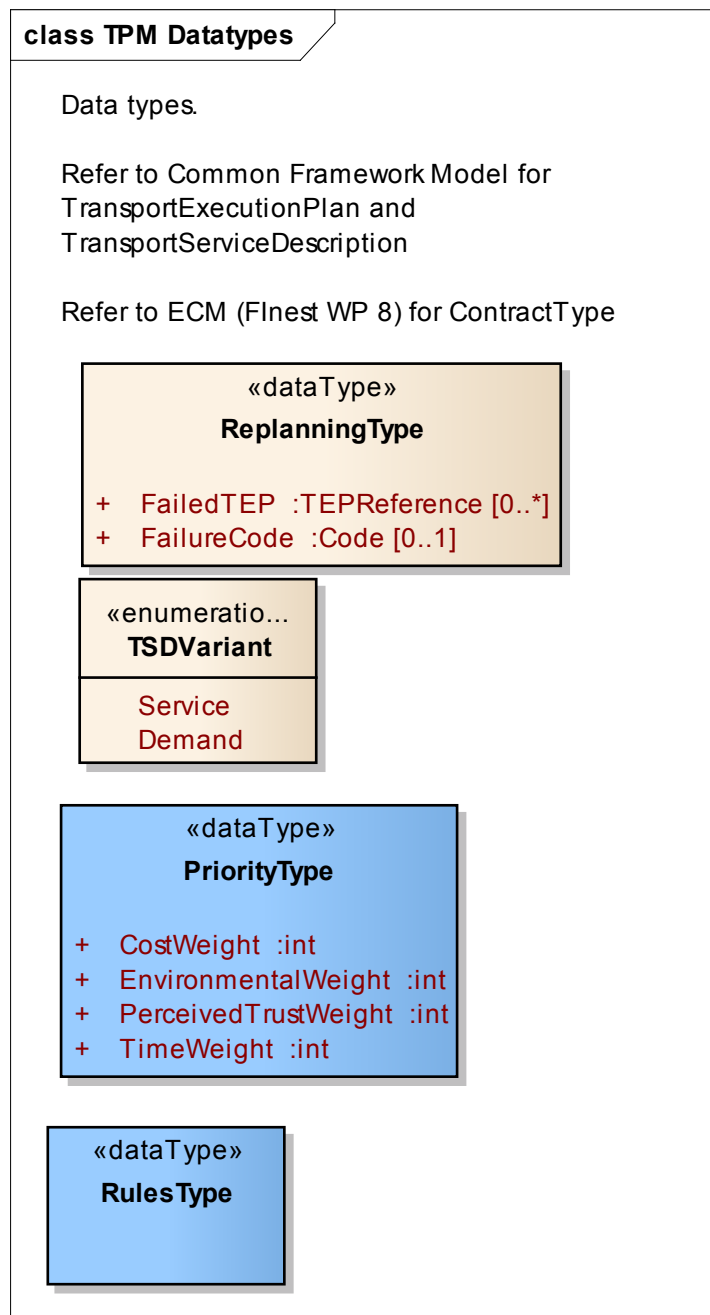 class TPM Datatypes
Data types.
Refer to Common Framework Model for
TransportExecutionPlan and
TransportServiceDescription
Refer to ECM (FInest WP 8) for ContractType
«dataType»
ReplanningType
+ FailedTEP :TEPReference [0..*]
+ FailureCode :Code [0..1]
«enumeratio...
TSDVariant
Service
Demand
«dataType»
PriorityType
+ CostWeight :int
+ EnvironmentalWeight :int
+ PerceivedTrustWeight :int
+ TimeWeight :int
«dataType»
RulesType